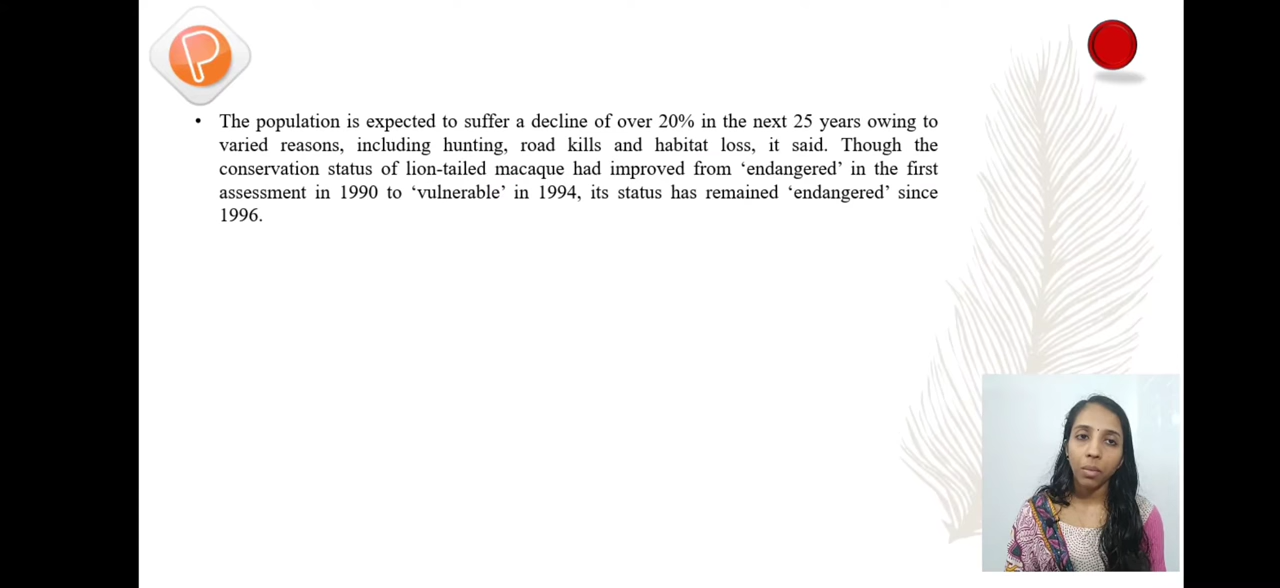 P
• The population is expected to suffer a decline of over 20% in the next 25 years owing to
varied reasons, including hunting, road kills and habitat loss, it said. Though the
conservation status of lion-tailed macaque had improved from ‘endangered’ in the first
assessment in 1990 to ‘vulnerable’ in 1994, its status has remained ‘endangered’ since
1996.